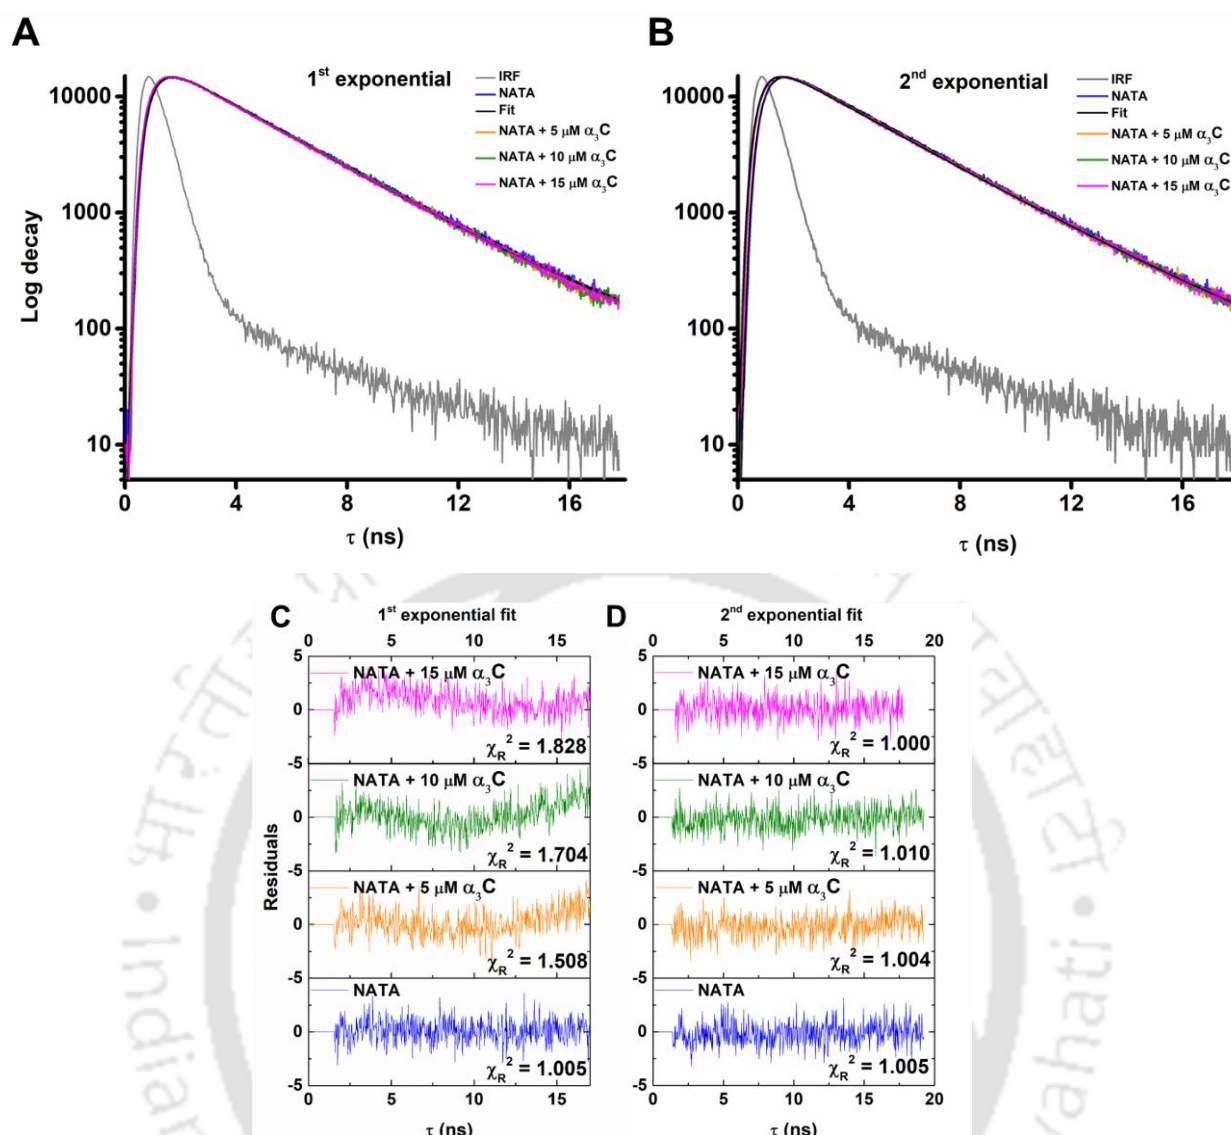 A
1st exponential
IRF
NATA
Fit
NATA + 5 μM α3C
NATA + 10 μM α3C
NATA + 15 μM α3C
10000
1000
100
10
Log decay
0 4 8 12 16
τ (ns)
B
2nd exponential
IRF
NATA
Fit
NATA + 5 μM α3C
NATA + 10 μM α3C
NATA + 15 μM α3C
10000
1000
100
10
0 4 8 12 16
τ (ns)
C
1st exponential fit
0 5 10 15
5
NATA + 15 μM α3C
0
χR2 = 1.828
-5
NATA + 10 μM α3C
0
χR2 = 1.704
-5
NATA + 5 μM α3C
0
χR2 = 1.508
-5
NATA
0
χR2 = 1.005
-5
Residuals
0 5 10 15
τ (ns)
D
2nd exponential fit
0 5 10 15 20
5
NATA + 15 μM α3C
0
χR2 = 1.000
-5
NATA + 10 μM α3C
0
χR2 = 1.010
-5
NATA + 5 μM α3C
0
χR2 = 1.004
-5
NATA
0
χR2 = 1.005
-5
0 5 10 15 20
τ (ns)
Indian
wahati